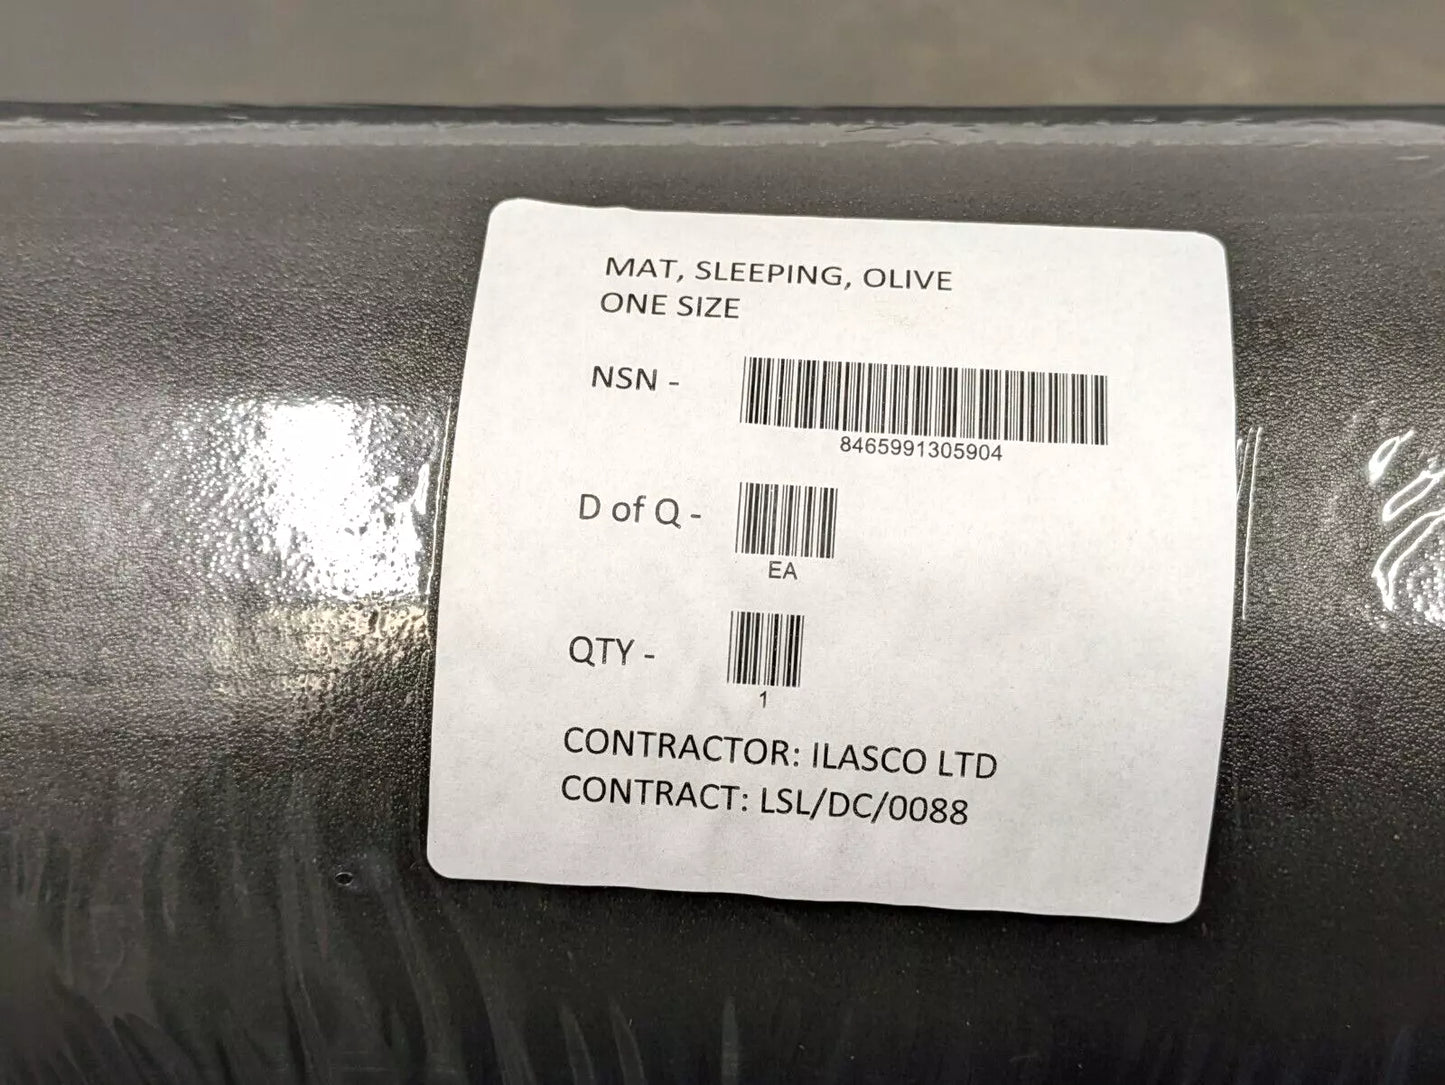 MAT, SLEEPING, OLIVE
ONE SIZE
NSN -
8465991305904
D of Q -
EA
QTY -
1
CONTRACTOR: ILASCO LTD
CONTRACT: LSL/DC/0088